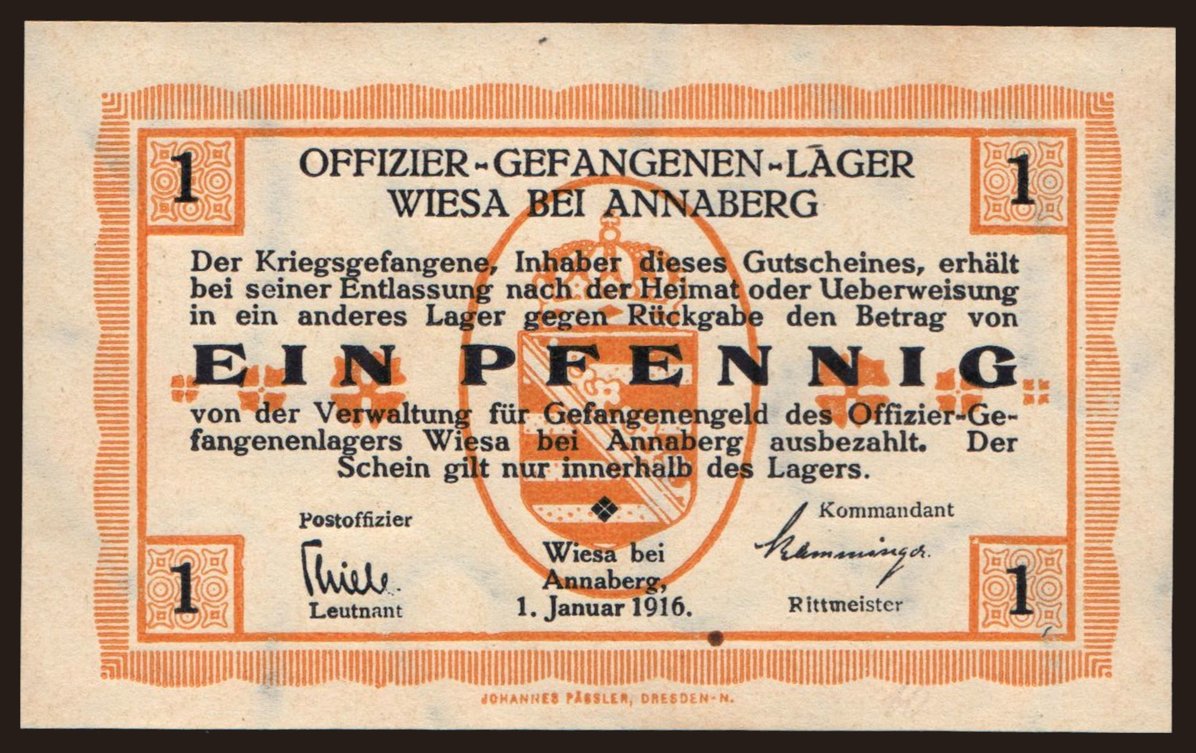 1 OFFIZIER-GEFANGENEN-LAGER 1
WIESA BEI ANNABERG
Der Kriegsgefangene, Inhaber dieses Gutscheines, erhält
bei seiner Entlassung nach der Heimat oder Ueberweisung
in ein anderes Lager gegen Rückgabe den Betrag von
EIN PFENNIG
von der Verwaltung für Gefangenengeld des Offizier-Ge-
fangenenlagers Wiesa bei Annaberg ausbezahlt. Der
Schein gilt nur innerhalb des Lagers.
Postoffizier
Thiele.
Leutnant
Wiesa bei
Annaberg,
1. Januar 1916.
Kommandant
Rittmeister
1 1
JOHANNES PÄSSLER, DRESDEN-N.